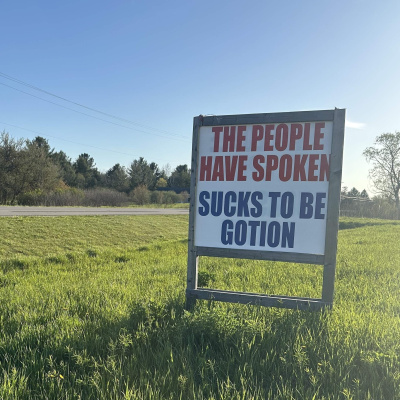 THE PEOPLE
HAVE SPOKEN
SUCKS TO BE
GOTION